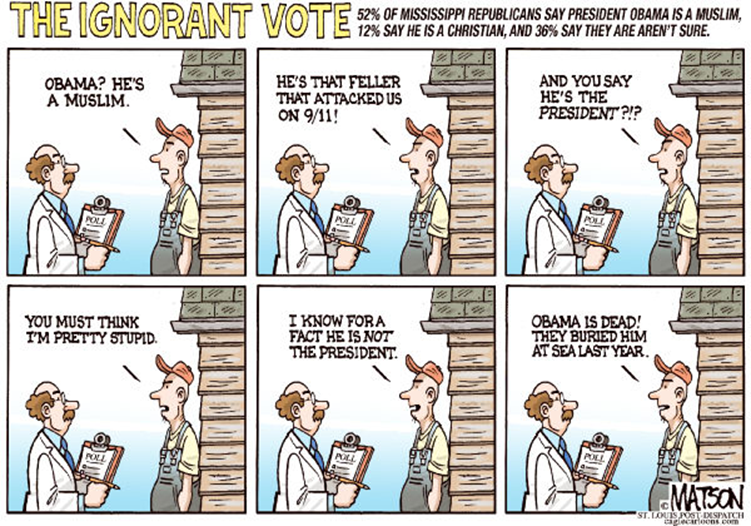 THE IGNORANT VOTE
52% OF MISSISSIPPI REPUBLICANS SAY PRESIDENT OBAMA IS A MUSLIM,
12% SAY HE IS A CHRISTIAN, AND 36% SAY THEY ARE AREN'T SURE.
OBAMA? HE'S
A MUSLIM.
POLL
HE'S THAT FELLER
THAT ATTACKED US
ON 9/11!
POLL
AND YOU SAY
HE'S THE
PRESIDENT?!?
POLL
YOU MUST THINK
I'M PRETTY STUPID.
POLL
I KNOW FOR A
FACT HE IS NOT
THE PRESIDENT.
POLL
OBAMA IS DEAD!
THEY BURIED HIM
AT SEA LAST YEAR.
POLL
© MATSON
ST. LOUIS POST-DISPATCH
caglecartoons.com